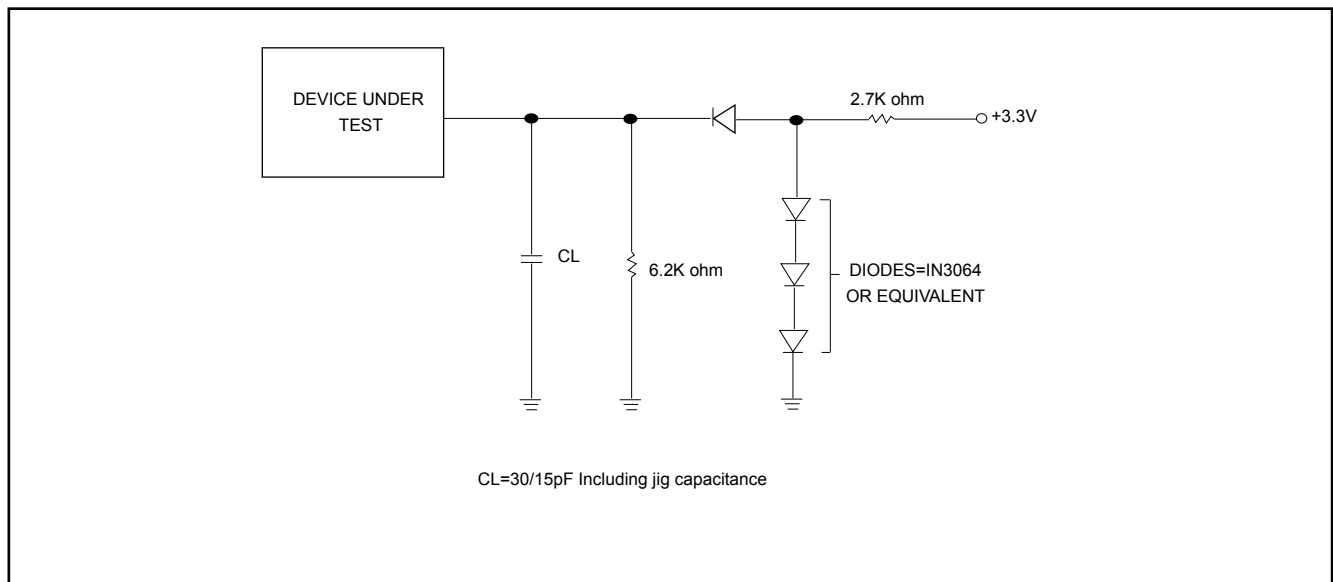 DEVICE UNDER
TEST
2.7K ohm
+3.3V
CL
6.2K ohm
DIODES=IN3064
OR EQUIVALENT
CL=30/15pF Including jig capacitance